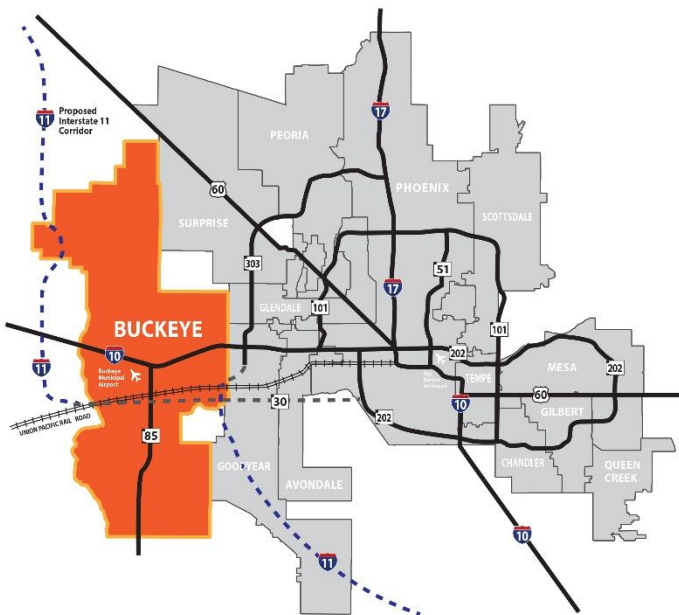 11
Proposed
Interstate 11
Corridor
17
PEORIA
60
PHOENIX
SURPRISE
SCOTTSDALE
303
51
17
GLENDALE
101
101
BUCKEYE
10
202
MESA
202
Buckeye
Municipal
Airport
TEMPE
11
60
30
10
GILBERT
UNION PACIFIC RAIL ROAD
85
202
GOODYEAR
AVONDALE
CHANDLER
QUEEN
CREEK
10
11